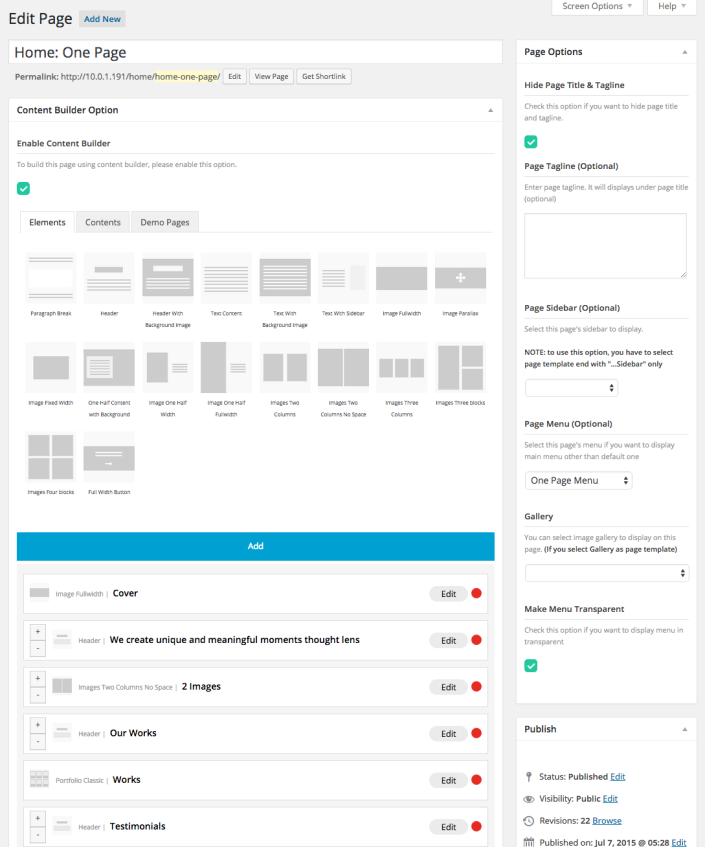 Screen Options ▼
Help ▼
Edit Page Add New
Home: One Page
Permalink: http://10.0.1.191/home/home-one-page/ Edit View Page Get Shortlink
Content Builder Option
Enable Content Builder
To build this page using content builder, please enable this option.
Elements Contents Demo Pages
Paragraph Break
Header
Header With
Background Image
Text Content
Text With
Background Image
Text With Sidebar
Image Fullwidth
Image Parallax
Image Fixed Width
One Half Content
with Background
Image One Half
Width
Image One Half
Fullwidth
Images Two
Columns
Images Two
Columns No Space
Images Three
Columns
Images Three blocks
Images Four blocks
Full Width Button
Add
Image Fullwidth | Cover Edit
+
-
Header | We create unique and meaningful moments thought lens Edit
+
-
Images Two Columns No Space | 2 Images Edit
+
-
Header | Our Works Edit
Portfolio Classic | Works Edit
+
-
Header | Testimonials Edit
Page Options
Hide Page Title & Tagline
Check this option if you want to hide page title
and tagline.
Page Tagline (Optional)
Enter page tagline. It will displays under page title
(optional)
Page Sidebar (Optional)
Select this page's sidebar to display.
NOTE: to use this option, you have to select
page template end with "...Sidebar" only
Page Menu (Optional)
Select this page's menu if you want to display
main menu other than default one
One Page Menu
Gallery
You can select image gallery to display on this
page. (If you select Gallery as page template)
Make Menu Transparent
Check this option if you want to display menu in
transparent
Publish
Status: Published Edit
Visibility: Public Edit
Revisions: 22 Browse
Published on: Jul 7, 2015 @ 05:28 Edit